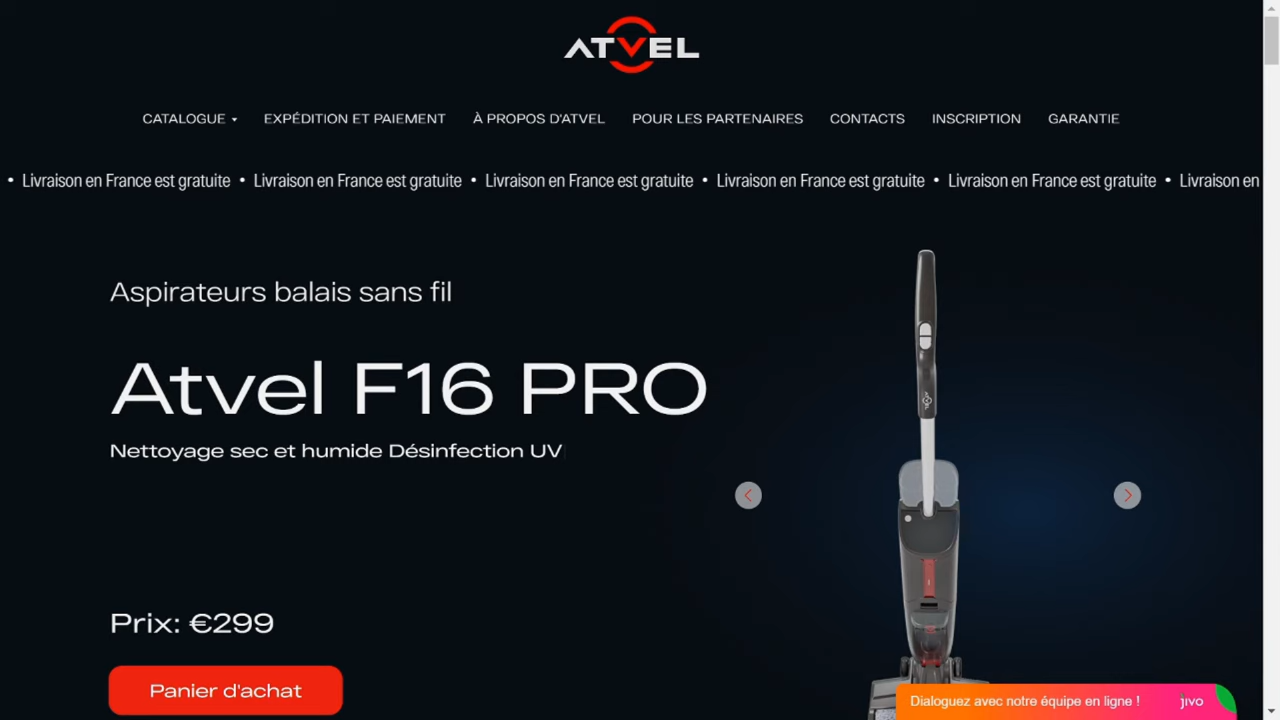 ATVEL
CATALOGUE EXPÉDITION ET PAIEMENT À PROPOS D'ATVEL POUR LES PARTENAIRES CONTACTS INSCRIPTION GARANTIE
• Livraison en France est gratuite • Livraison en France est gratuite • Livraison en France est gratuite • Livraison en France est gratuite • Livraison en France est gratuite • Livraison en
Aspirateurs balais sans fil
Atvel F16 PRO
Nettoyage sec et humide Désinfection UV
Prix: €299
Panier d'achat
Dialoguez avec notre équipe en ligne ! jivo